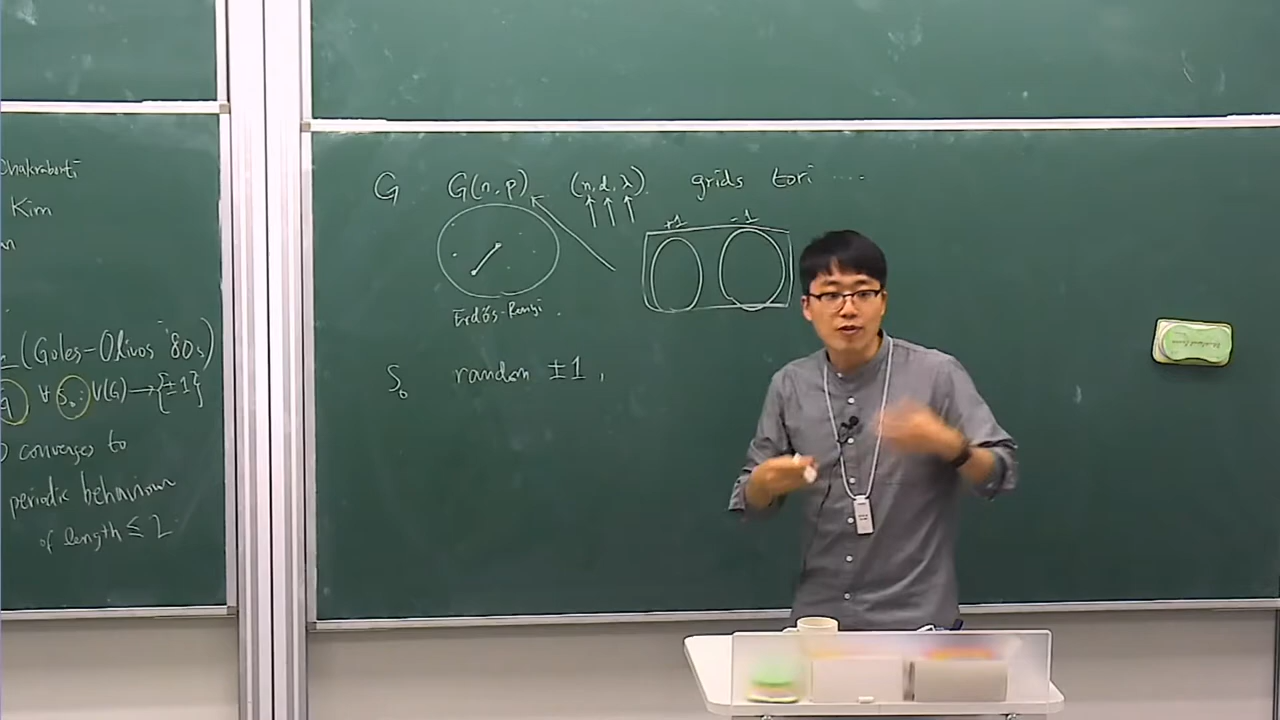 Chakraborti
Kim
(Goles-Olivos '80s)
∀ S₀: V(G) → {±1}
converges to
periodic behaviour
of length ≤ 2
G G(n, p) (n, d, λ). grids tori ....
+1 -1
Erdős-Renyi.
S₀ random ±1,